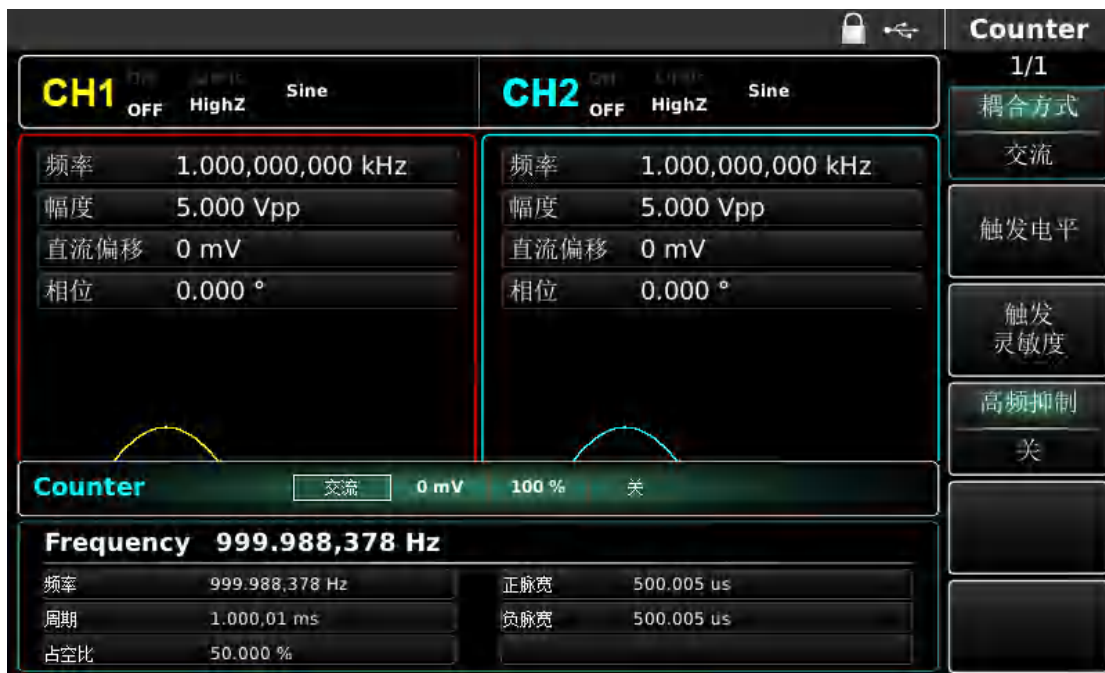 Counter
1/1
CH1 OFF HighZ Sine
CH2 OFF HighZ Sine
频率 1.000,000,000 kHz
幅度 5.000 Vpp
直流偏移 0 mV
相位 0.000 °
频率 1.000,000,000 kHz
幅度 5.000 Vpp
直流偏移 0 mV
相位 0.000 °
耦合方式
交流
触发电平
触发
灵敏度
高频抑制
关
Counter 交流 0 mV 100 % 关
Frequency 999.988,378 Hz
频率 999.988,378 Hz
周期 1.000,01 ms
占空比 50.000 %
正脉宽 500.005 us
负脉宽 500.005 us